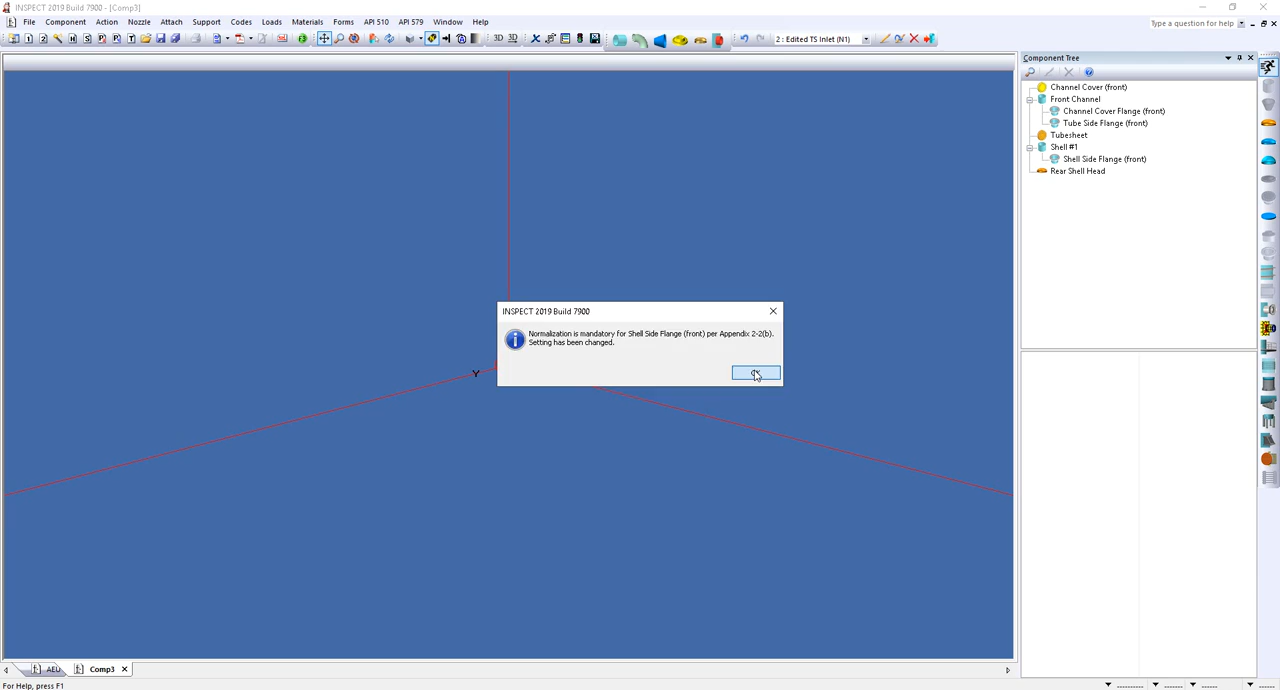 INSPECT 2019 Build 7900 - [Comp3]
File Component Action Nozzle Attach Support Codes Loads Materials Forms API 510 API 579 Window Help
Type a question for help
2 : Edited TS Inlet (N1)
Component Tree
Channel Cover (front)
Front Channel
Channel Cover Flange (front)
Tube Side Flange (front)
Tubesheet
Shell #1
Shell Side Flange (front)
Rear Shell Head
INSPECT 2019 Build 7900
Normalization is mandatory for Shell Side Flange (front) per Appendix 2-2(b).
Setting has been changed.
Y
AEU Comp3
For Help, press F1